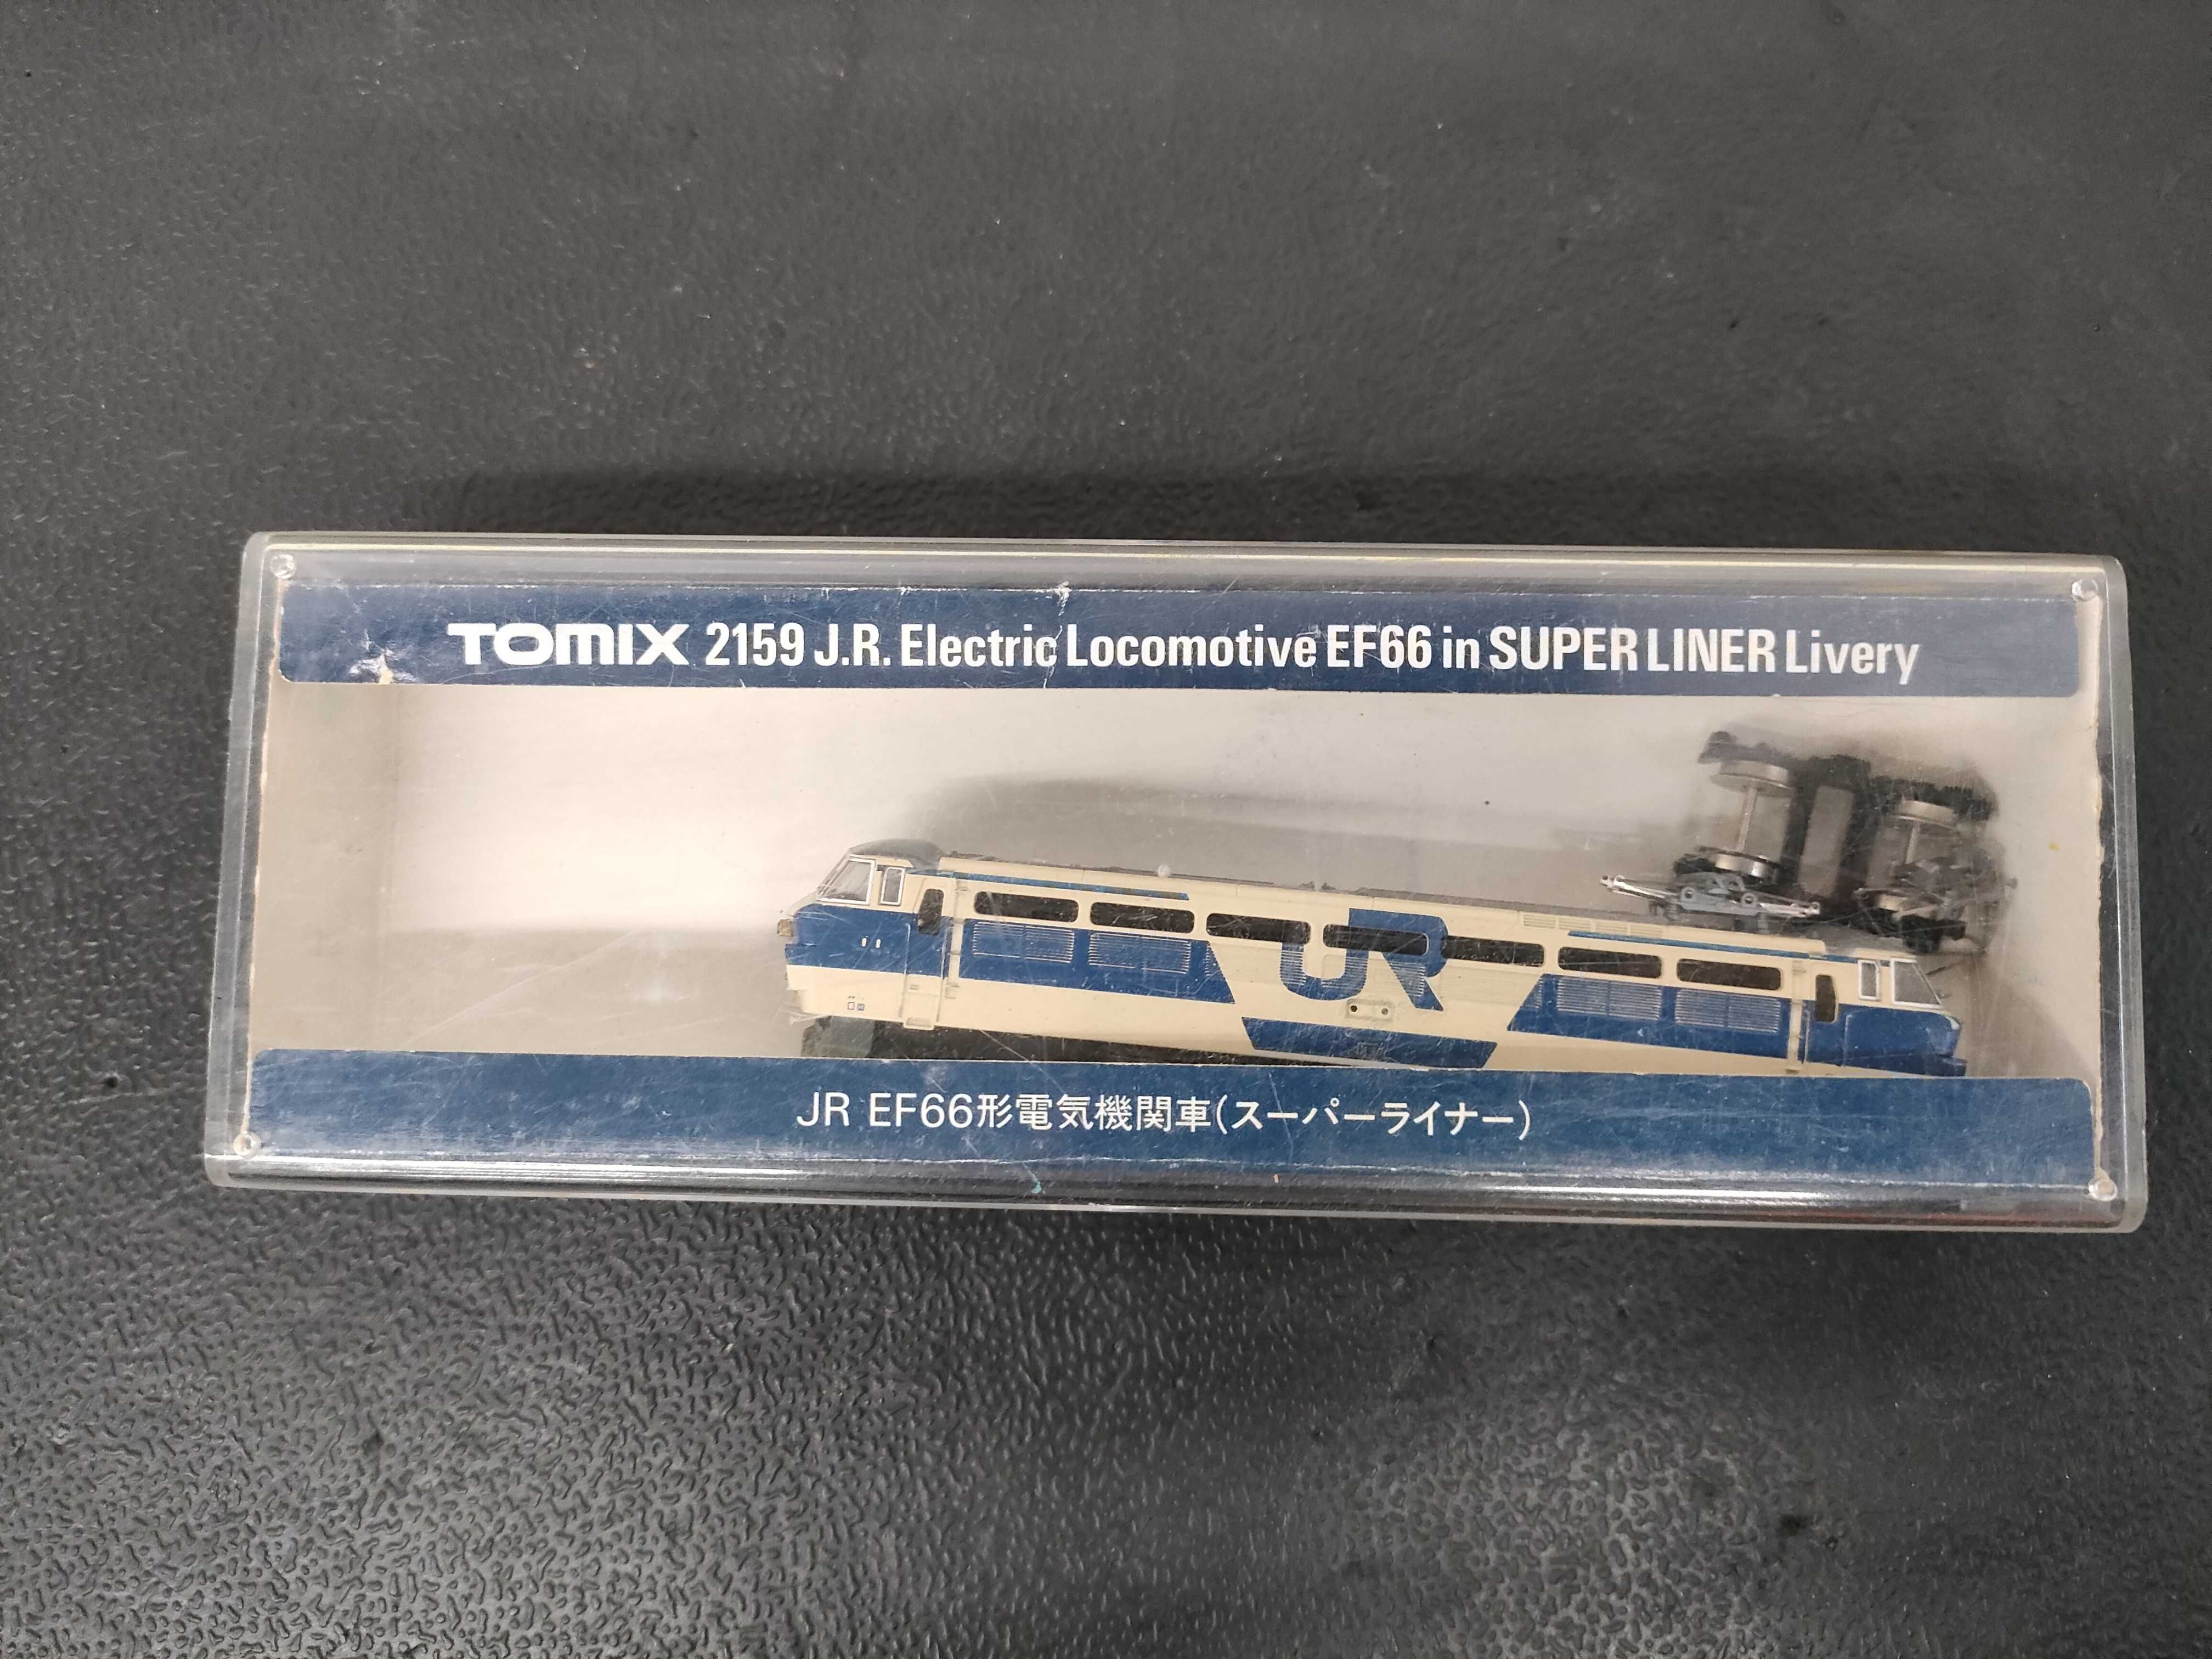 TOMIX 2159 J.R. Electric Locomotive EF66 in SUPER LINER Livery
JR
JR EF66形電気機関車(スーパーライナー)